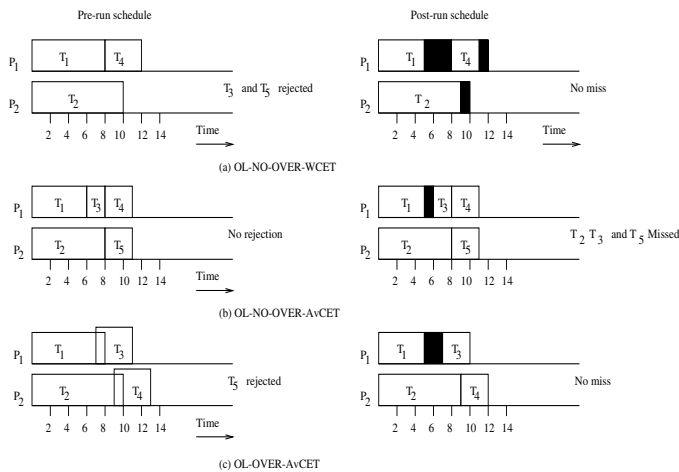 Pre-run schedule
Post-run schedule
P1 T1 T4
P2 T2
T3 and T5 rejected
2 4 6 8 10 12 14
Time
P1 T1 T4
P2 T2
No miss
2 4 6 8 10 12 14
Time
(a) OL-NO-OVER-WCET
P1 T1 T3 T4
P2 T2 T5
No rejection
2 4 6 8 10 12 14
Time
P1 T1 T3 T4
P2 T2 T5
T2 T3 and T5 Missed
2 4 6 8 10 12 14
(b) OL-NO-OVER-AvCET
P1 T1 T3
P2 T2 T4
T5 rejected
2 4 6 8 10 12 14
Time
P1 T1 T3
P2 T2 T4
No miss
2 4 6 8 10 12 14
(c) OL-OVER-AvCET